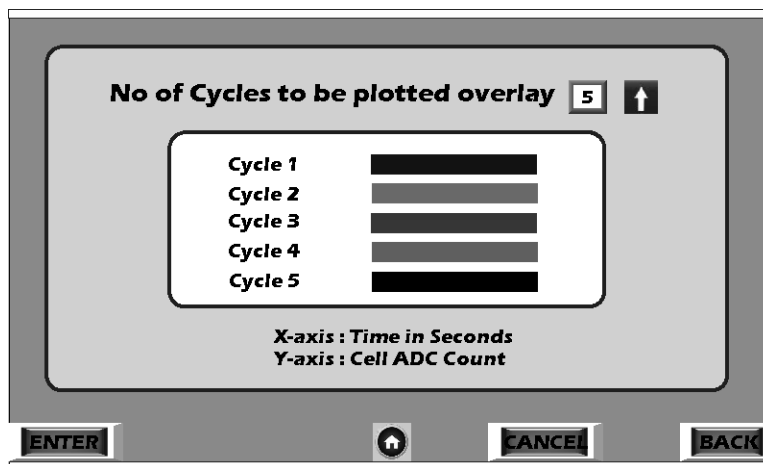 No of Cycles to be plotted overlay 5
Cycle 1
Cycle 2
Cycle 3
Cycle 4
Cycle 5
X-axis : Time in Seconds
Y-axis : Cell ADC Count
ENTER CANCEL BACK